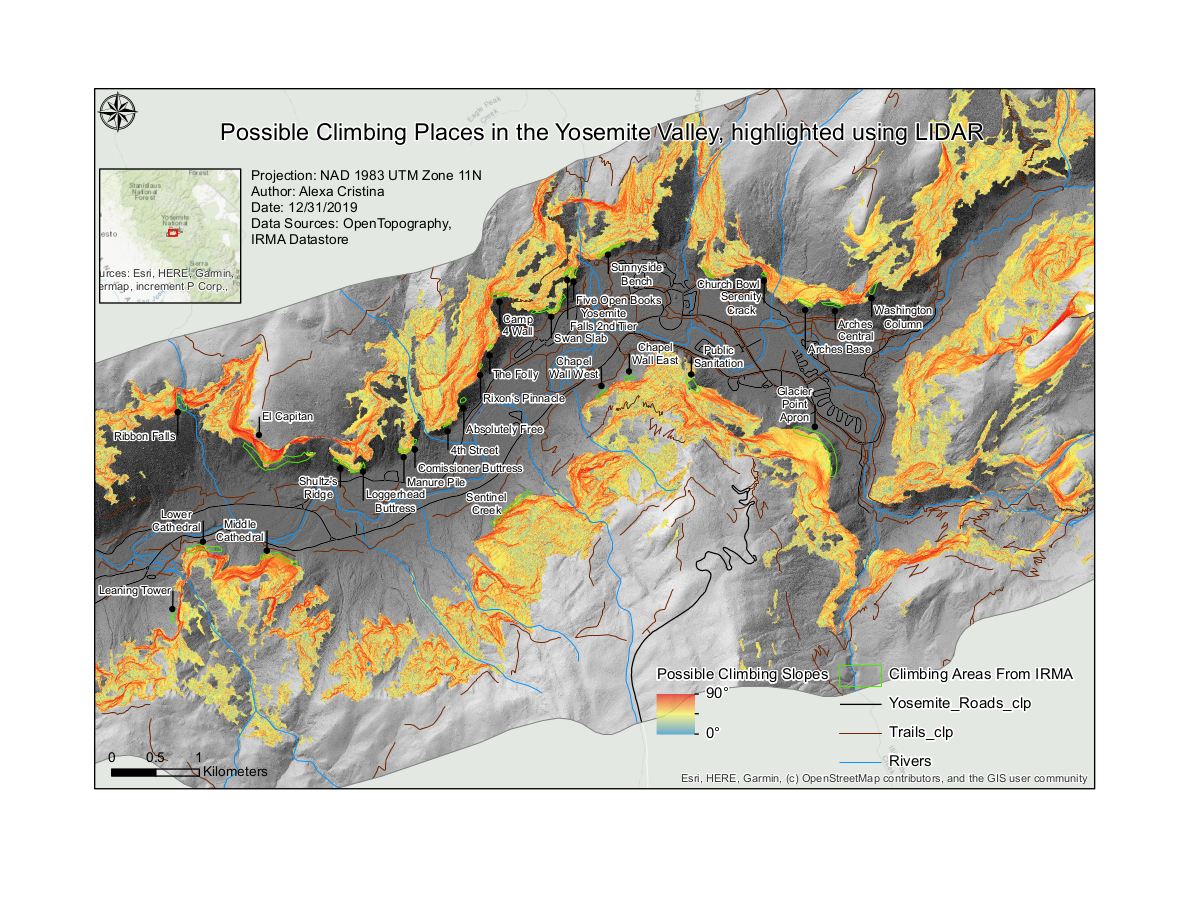 Eagle Peak
Creek
Possible Climbing Places in the Yosemite Valley, highlighted using LIDAR
Projection: NAD 1983 UTM Zone 11N
Author: Alexa Cristina
Date: 12/31/2019
Data Sources: OpenTopography,
IRMA Datastore
Forest
Stanislaus
National
Forest
Yosemite
National
esto
Sierra
urces: Esri, HERE, Garmin,
ermap, increment P Corp.,
Sunnyside
Bench
Church Bowl
Serenity
Crack
Five Open Books
Yosemite
Falls 2nd Tier
Swan Slab
Camp
4 Wall
Washington
Column
Arches
Central
Arches Base
Chapel
Wall East
Public
Sanitation
Chapel
Wall West
The Folly
Rixon's Pinnacle
Glacier
Point
Apron
El Capitan
Ribbon Falls
Absolutely Free
4th Street
Comissioner Buttress
Manure Pile
Shultz's
Ridge
Loggerhead
Buttress
Sentinel
Creek
Lower
Cathedral
Middle
Cathedral
Leaning Tower
Possible Climbing Slopes
90°
0°
Climbing Areas From IRMA
Yosemite_Roads_clp
Trails_clp
Rivers
0 0.5 1
Kilometers
Esri, HERE, Garmin, (c) OpenStreetMap contributors, and the GIS user community